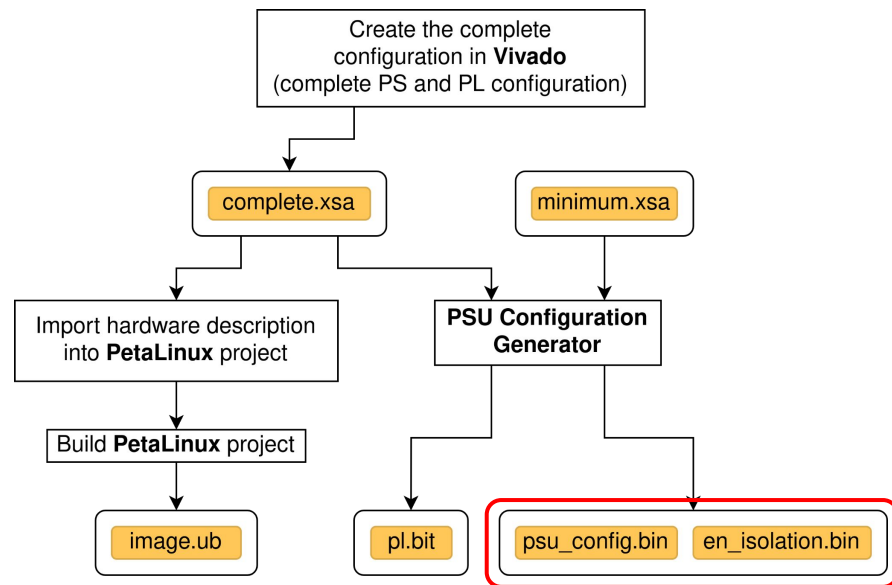 Create the complete
configuration in Vivado
(complete PS and PL configuration)
complete.xsa
minimum.xsa
Import hardware description
into PetaLinux project
PSU Configuration
Generator
Build PetaLinux project
image.ub
pl.bit
psu_config.bin
en_isolation.bin